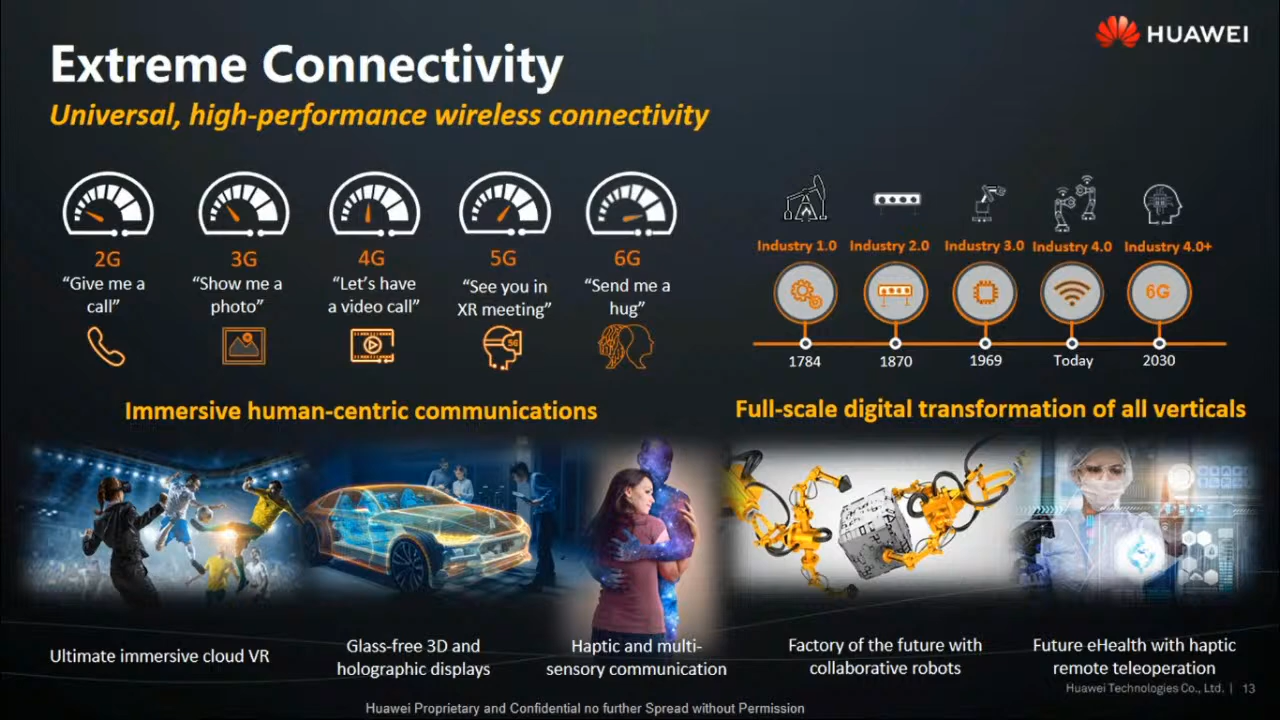 HUAWEI
Extreme Connectivity
Universal, high-performance wireless connectivity
2G
"Give me a
call"
3G
"Show me a
photo"
4G
"Let's have
a video call"
5G
"See you in
XR meeting"
5G
6G
"Send me a
hug"
Industry 1.0
Industry 2.0
Industry 3.0
Industry 4.0
Industry 4.0+
6G
1784
1870
1969
Today
2030
Immersive human-centric communications
Full-scale digital transformation of all verticals
Ultimate immersive cloud VR
Glass-free 3D and
holographic displays
Haptic and multi-
sensory communication
Factory of the future with
collaborative robots
Future eHealth with haptic
remote teleoperation
Huawei Technologies Co., Ltd. | 13
Huawei Proprietary and Confidential no further Spread without Permission